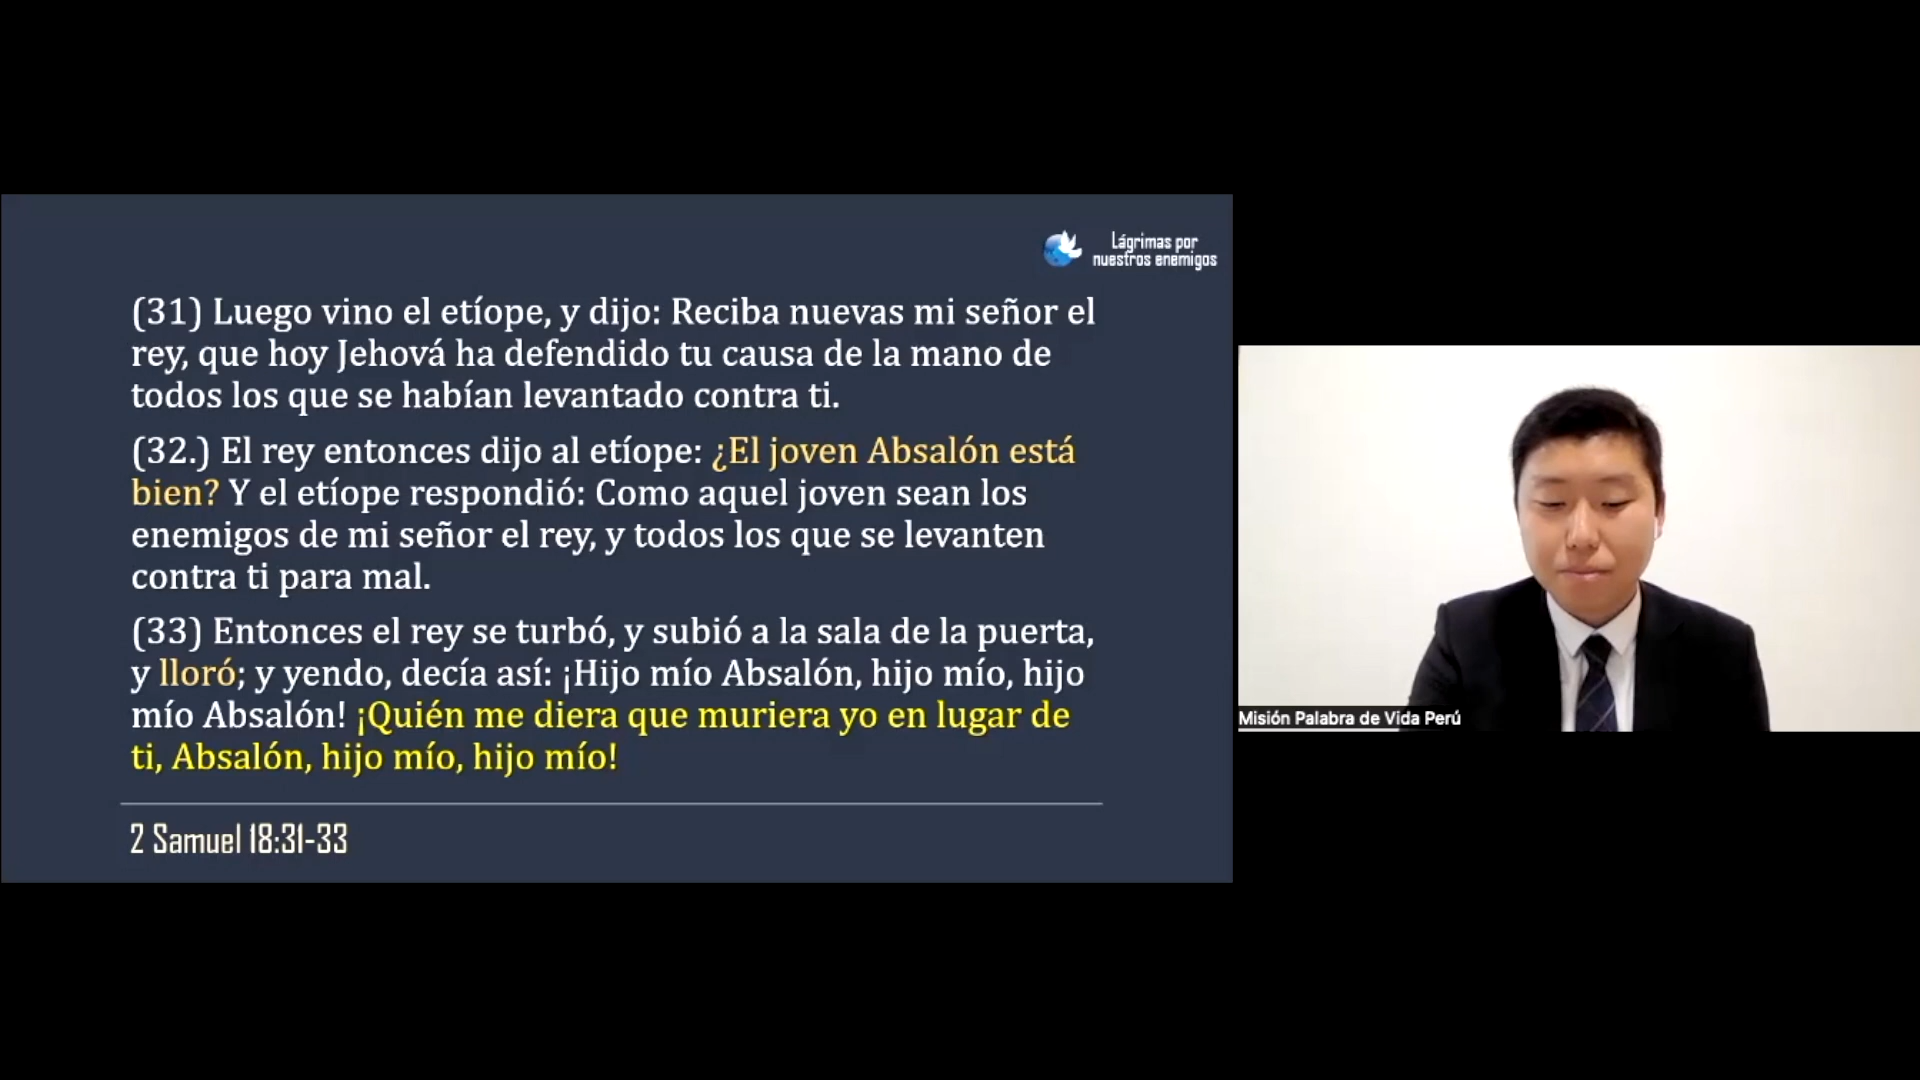 Lágrimas por
nuestros enemigos
(31) Luego vino el etíope, y dijo: Reciba nuevas mi señor el
rey, que hoy Jehová ha defendido tu causa de la mano de
todos los que se habían levantado contra ti.
(32.) El rey entonces dijo al etíope: ¿El joven Absalón está
bien? Y el etíope respondió: Como aquel joven sean los
enemigos de mi señor el rey, y todos los que se levanten
contra ti para mal.
(33) Entonces el rey se turbó, y subió a la sala de la puerta,
y lloró; y yendo, decía así: ¡Hijo mío Absalón, hijo mío, hijo
mío Absalón! ¡Quién me diera que muriera yo en lugar de
ti, Absalón, hijo mío, hijo mío!
2 Samuel 18:31-33
Misión Palabra de Vida Perú